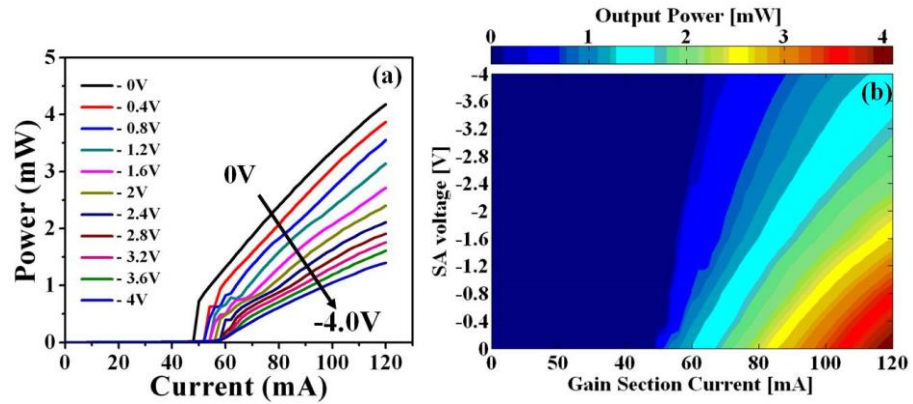 (a)
- 0V
- 0.4V
- 0.8V
- 1.2V
- 1.6V
- 2V
- 2.4V
- 2.8V
- 3.2V
- 3.6V
- 4V
0V
-4.0V
5
4
3
2
1
0
Power (mW)
0 20 40 60 80 100 120
Current (mA)
Output Power [mW]
0 1 2 3 4
(b)
-4
-3.6
-3.2
-2.8
-2.4
-2
-1.6
-1.2
-0.8
-0.4
0
SA voltage [V]
0 50 40 60 80 100 120
Gain Section Current [mA]